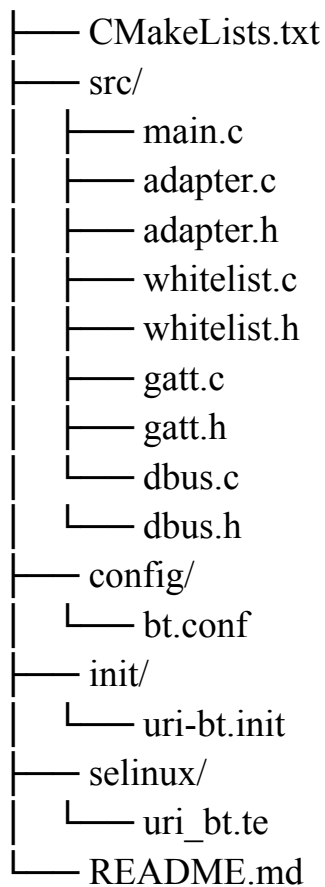 ├── CMakeLists.txt
├── src/
│   ├── main.c
│   ├── adapter.c
│   ├── adapter.h
│   ├── whitelist.c
│   ├── whitelist.h
│   ├── gatt.c
│   ├── gatt.h
│   └── dbus.c
│   └── dbus.h
├── config/
│   └── bt.conf
├── init/
│   └── uri-bt.init
├── selinux/
│   └── uri_bt.te
└── README.md